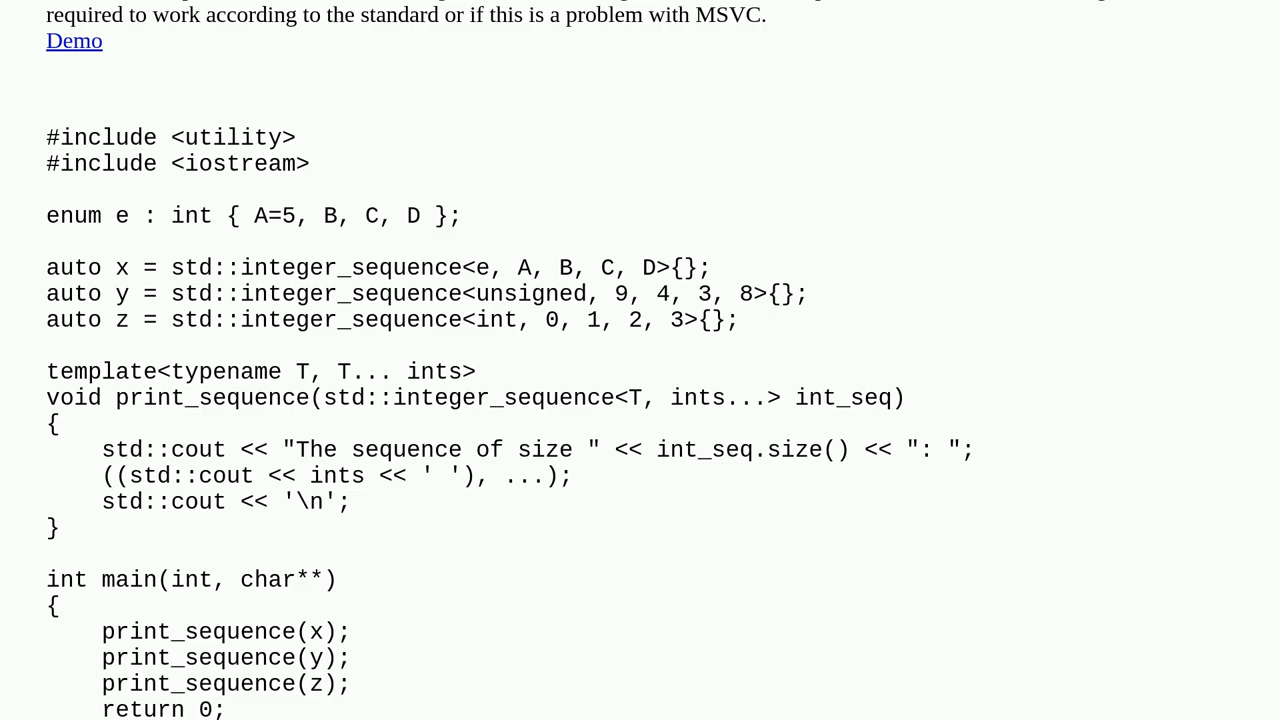 required to work according to the standard or if this is a problem with MSVC.
Demo
#include <utility>
#include <iostream>
enum e : int { A=5, B, C, D };
auto x = std::integer_sequence<e, A, B, C, D>{};
auto y = std::integer_sequence<unsigned, 9, 4, 3, 8>{};
auto z = std::integer_sequence<int, 0, 1, 2, 3>{};
template<typename T, T... ints>
void print_sequence(std::integer_sequence<T, ints...> int_seq)
{
    std::cout << "The sequence of size " << int_seq.size() << ": ";
    ((std::cout << ints << ' '), ...);
    std::cout << '\n';
}
int main(int, char**)
{
    print_sequence(x);
    print_sequence(y);
    print_sequence(z);
    return 0;